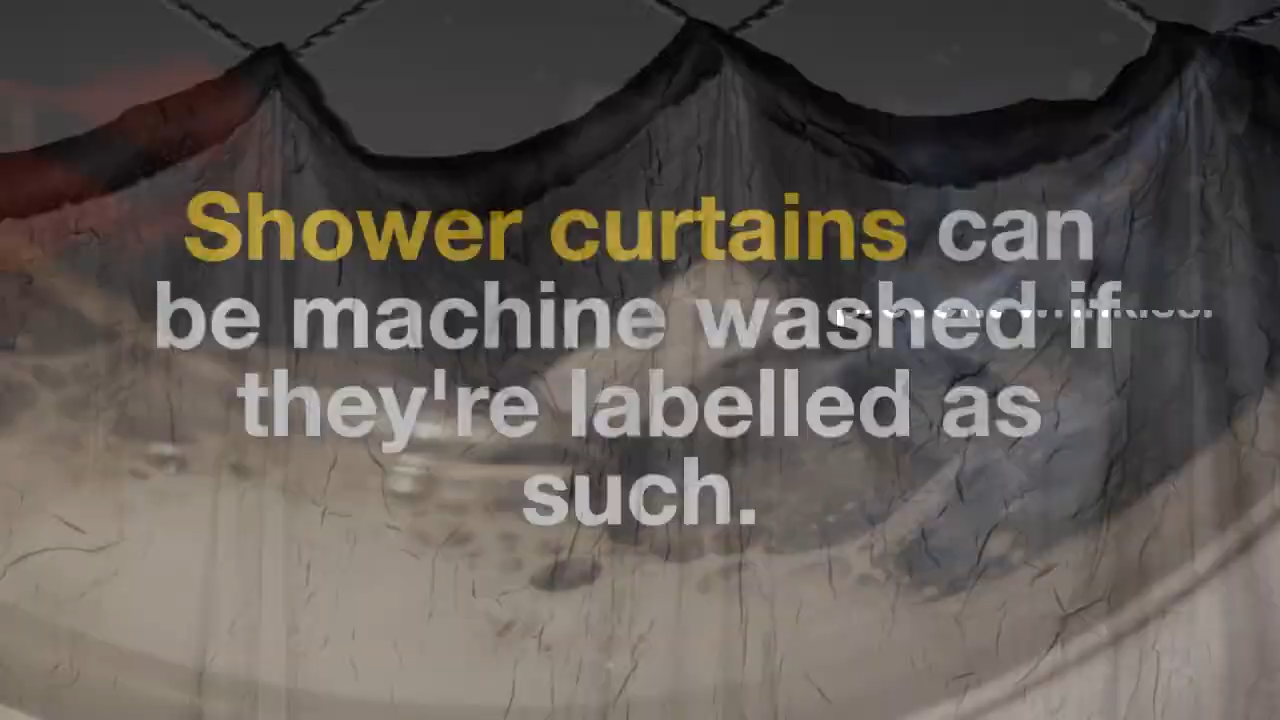 Shower curtains can
be machine washed if
they're labelled as
such.